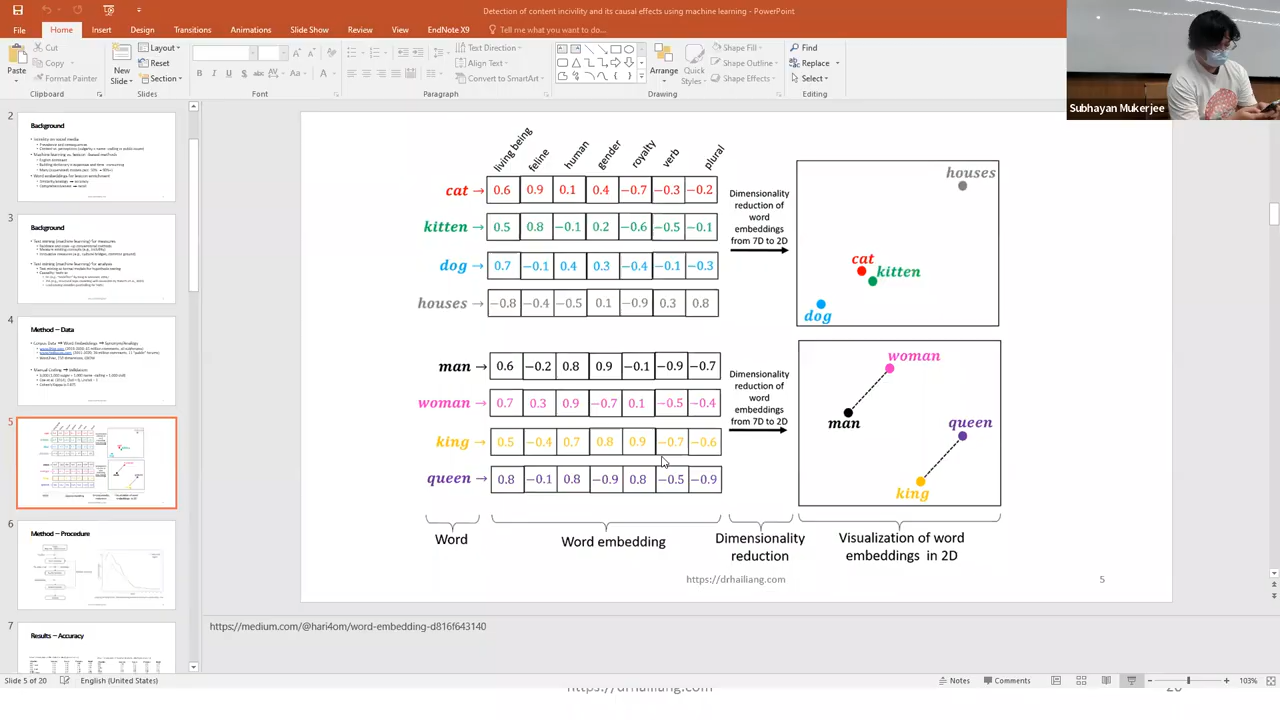 Detection of content incivility and its causal effects using machine learning - PowerPoint
File Home Insert Design Transitions Animations Slide Show Review View EndNote X9 Tell me what you want to do...
Paste
Cut
Copy
Format Painter
Clipboard
New
Slide
Layout
Reset
Section
Slides
Font
Text Direction
Align Text
Convert to SmartArt
Paragraph
Arrange
Quick
Styles
Shape Fill
Shape Outline
Shape Effects
Drawing
Find
Replace
Select
Editing
Subhayan Mukerjee
2
Background
3
Background
4
Method – Data
5
6
Method – Procedure
7
Results – Accuracy
living being feline human gender royalty verb plural
cat → 0.6 0.9 0.1 0.4 −0.7 −0.3 −0.2
kitten → 0.5 0.8 −0.1 0.2 −0.6 −0.5 −0.1
dog → 0.7 −0.1 0.4 0.3 −0.4 −0.1 −0.3
houses → −0.8 −0.4 −0.5 0.1 −0.9 0.3 0.8
Dimensionality
reduction of
word
embeddings
from 7D to 2D
houses
cat
kitten
dog
man → −0.2 0.8 0.9 −0.1 −0.9 −0.7
woman → 0.7 0.3 0.9 −0.7 0.1 −0.5 −0.4
king → 0.5 −0.4 0.7 0.8 0.9 −0.7 −0.6
queen → 0.8 −0.1 0.8 −0.9 0.8 −0.5 −0.9
Dimensionality
reduction of
word
embeddings
from 7D to 2D
woman
man
queen
king
Word
Word embedding
Dimensionality
reduction
Visualization of word
embeddings in 2D
https://drhailiang.com
5
https://medium.com/@hari4om/word-embedding-d816f643140
Slide 5 of 20 English (United States) Notes Comments 103%
https://drhailiang.com
20